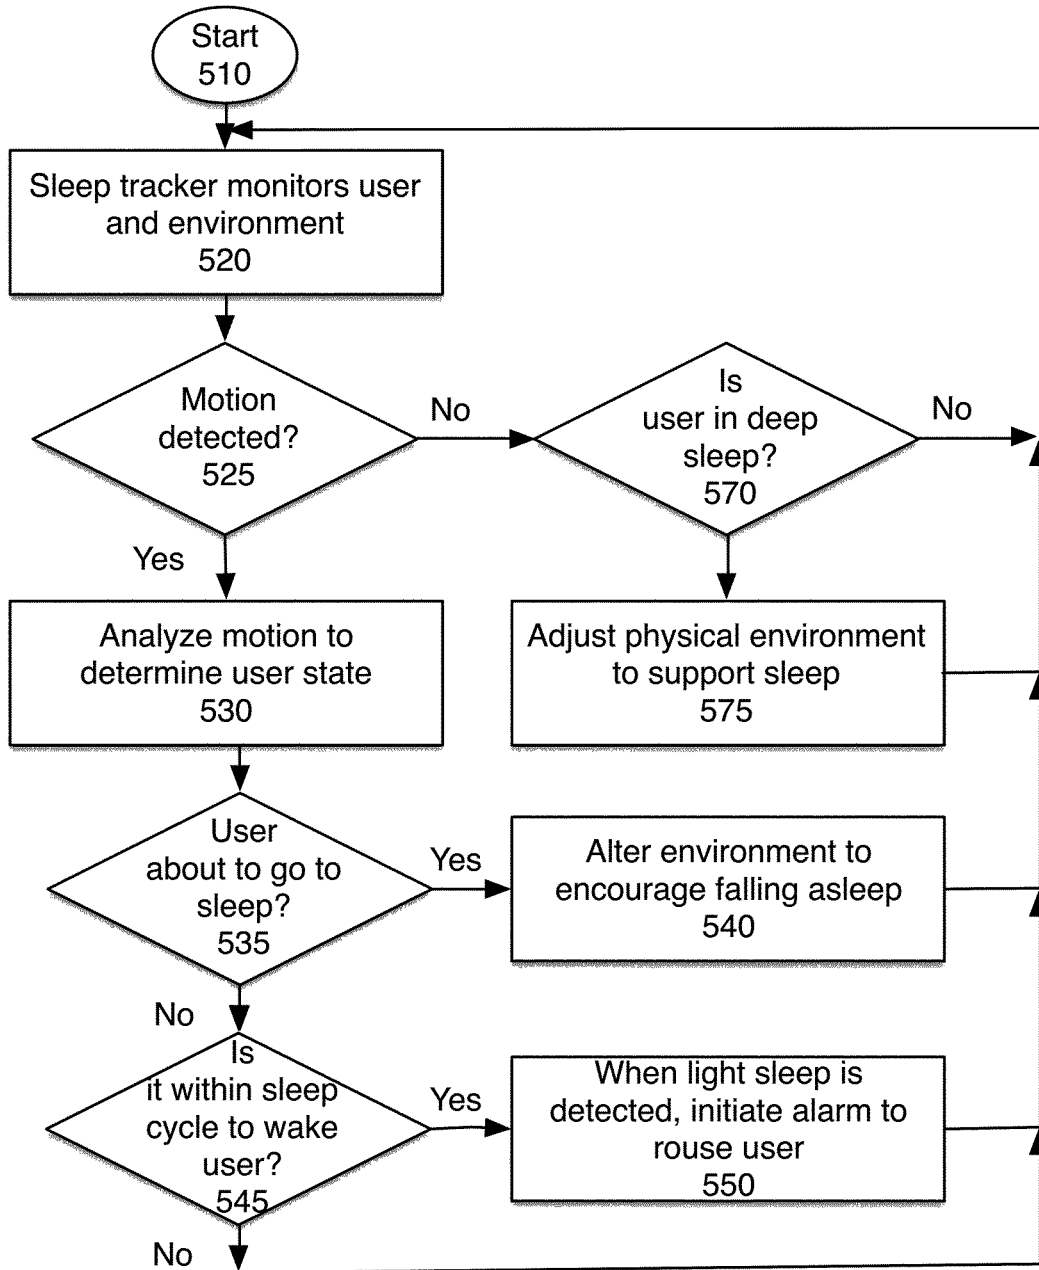 Start
510
Sleep tracker monitors user
and environment
520
Motion
detected?
525
No
Is
user in deep
sleep?
570
No
Yes
Analyze motion to
determine user state
530
Adjust physical environment
to support sleep
575
User
about to go to
sleep?
535
Yes
Alter environment to
encourage falling asleep
540
No
Is
it within sleep
cycle to wake
user?
545
Yes
When light sleep is
detected, initiate alarm to
rouse user
550
No